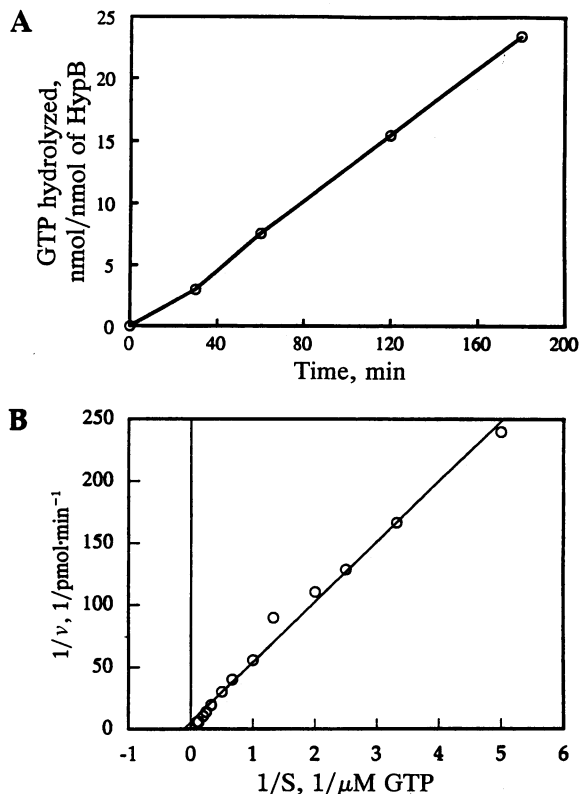 A
GTP hydrolyzed,
nmol/nmol of HypB
25
20
15
10
5
0
0 40 80 120 160 200
Time, min
B
1/v, 1/pmol·min⁻¹
250
200
150
100
50
0
-1 0 1 2 3 4 5 6
1/S, 1/μM GTP